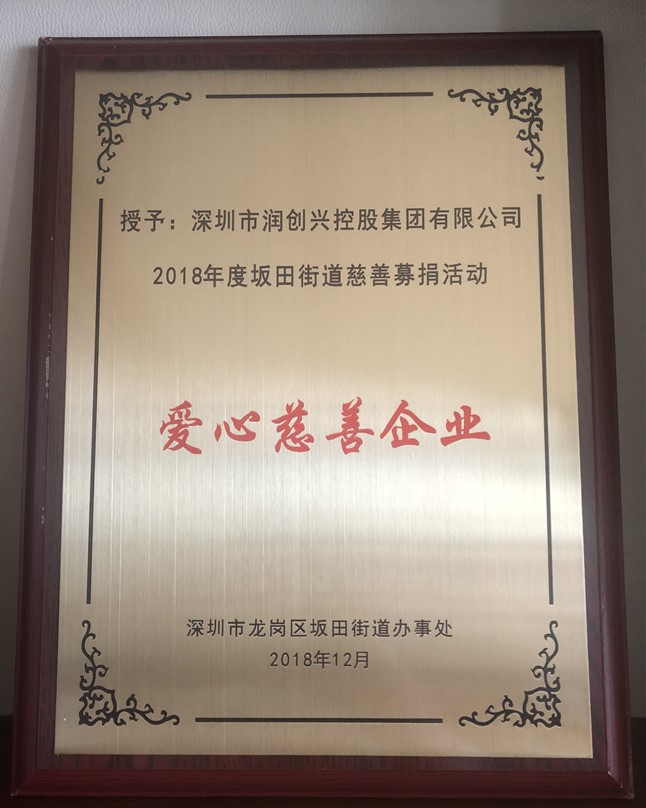 授予：深圳市润创兴控股集团有限公司
2018年度坂田街道慈善募捐活动
爱心慈善企业
深圳市龙岗区坂田街道办事处
2018年12月